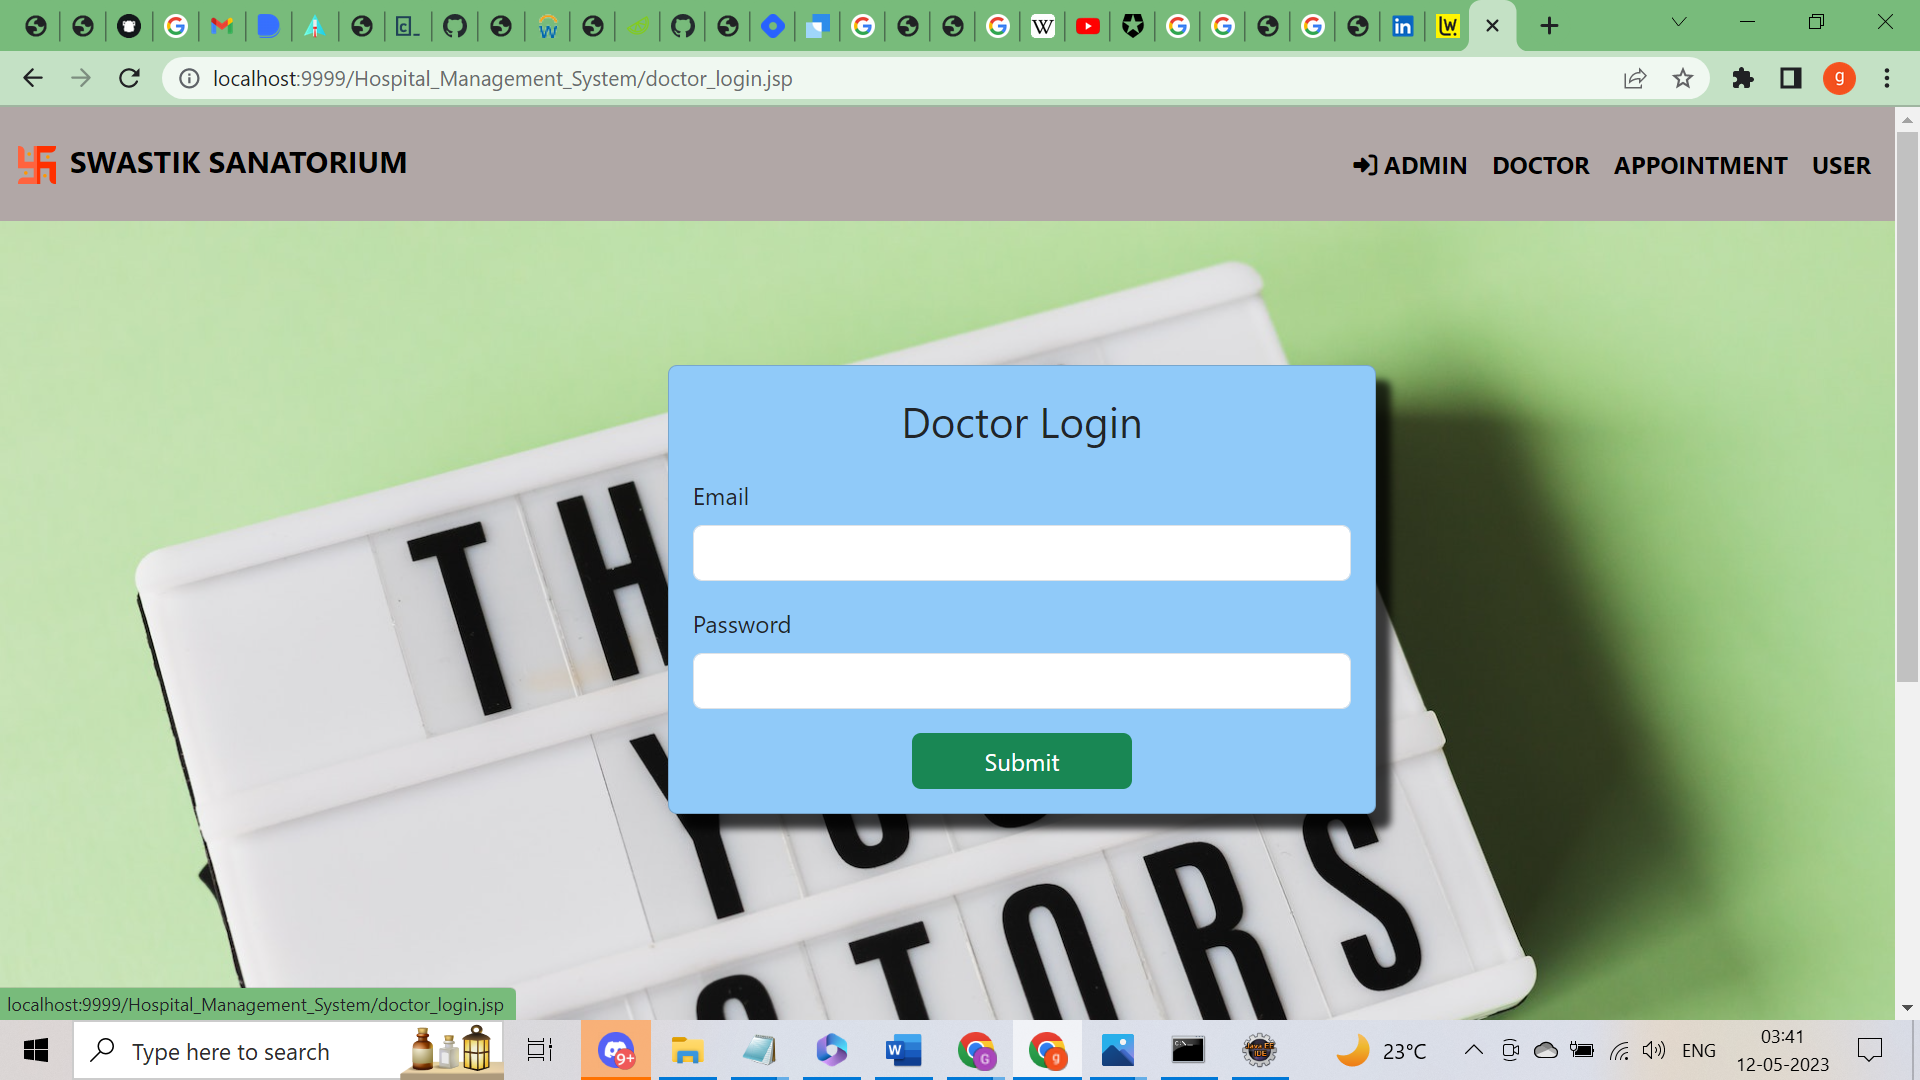 localhost:9999/Hospital_Management_System/doctor_login.jsp
g
SWASTIK SANATORIUM
ADMIN DOCTOR APPOINTMENT USER
Doctor Login
Email
Password
Submit
TH
Y
TORS
localhost:9999/Hospital_Management_System/doctor_login.jsp
Type here to search
9+
G
g
23°C
ENG
03:41
12-05-2023